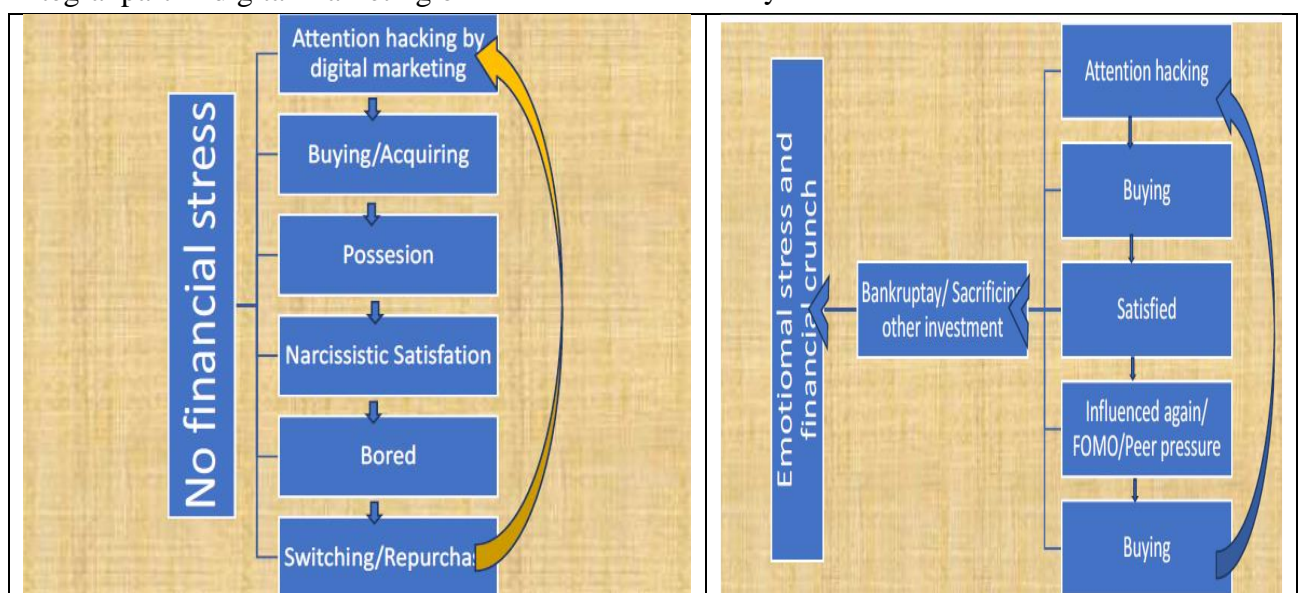 No financial stress
Attention hacking by
digital marketing
Buying/Acquiring
Possesion
Narcissistic Satisfation
Bored
Switching/Repurchas
Emotiomal stress and
financial crunch
Bankruptay/ Sacrificing
other investment
Attention hacking
Buying
Satisfied
Influenced again/
FOMO/Peer pressure
Buying